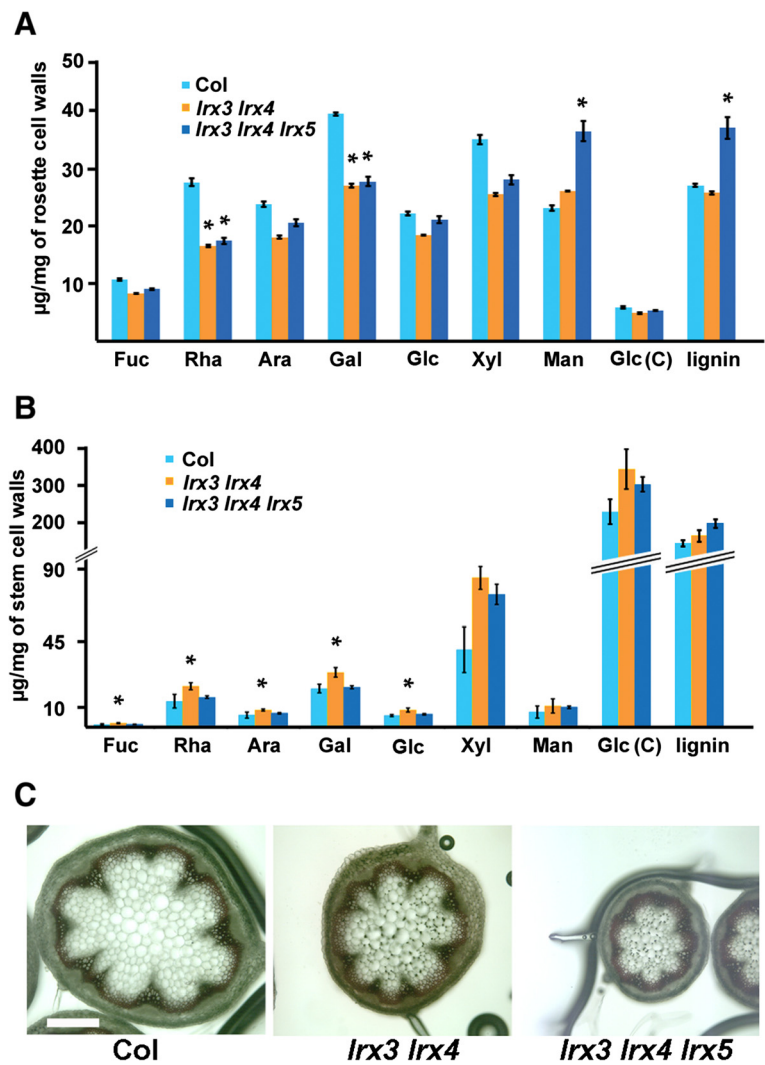 A
µg/mg of rosette cell walls
50
40
30
20
10
Col
lrx3 lrx4
lrx3 lrx4 lrx5
* * * * * *
Fuc Rha Ara Gal Glc Xyl Man Glc (C) lignin
B
µg/mg of stem cell walls
400
300
200
90
45
10
Col
lrx3 lrx4
lrx3 lrx4 lrx5
* * * * *
Fuc Rha Ara Gal Glc Xyl Man Glc (C) lignin
C
Col lrx3 lrx4 lrx3 lrx4 lrx5